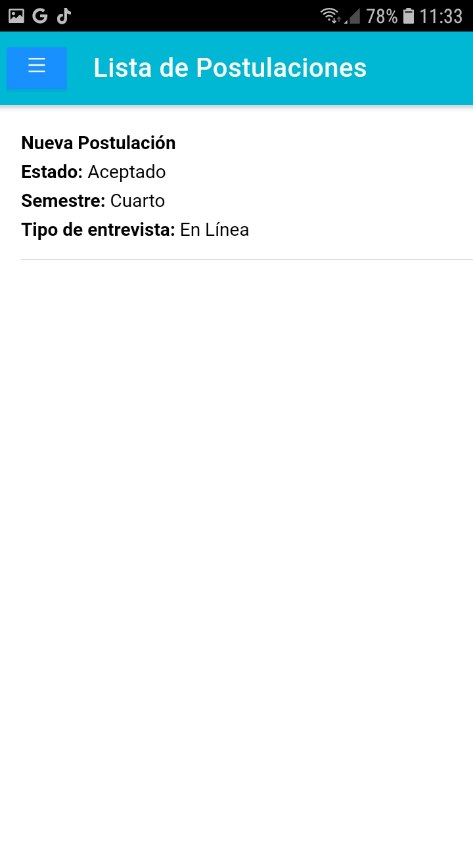 78% 11:33
Lista de Postulaciones
Nueva Postulación
Estado: Aceptado
Semestre: Cuarto
Tipo de entrevista: En Línea